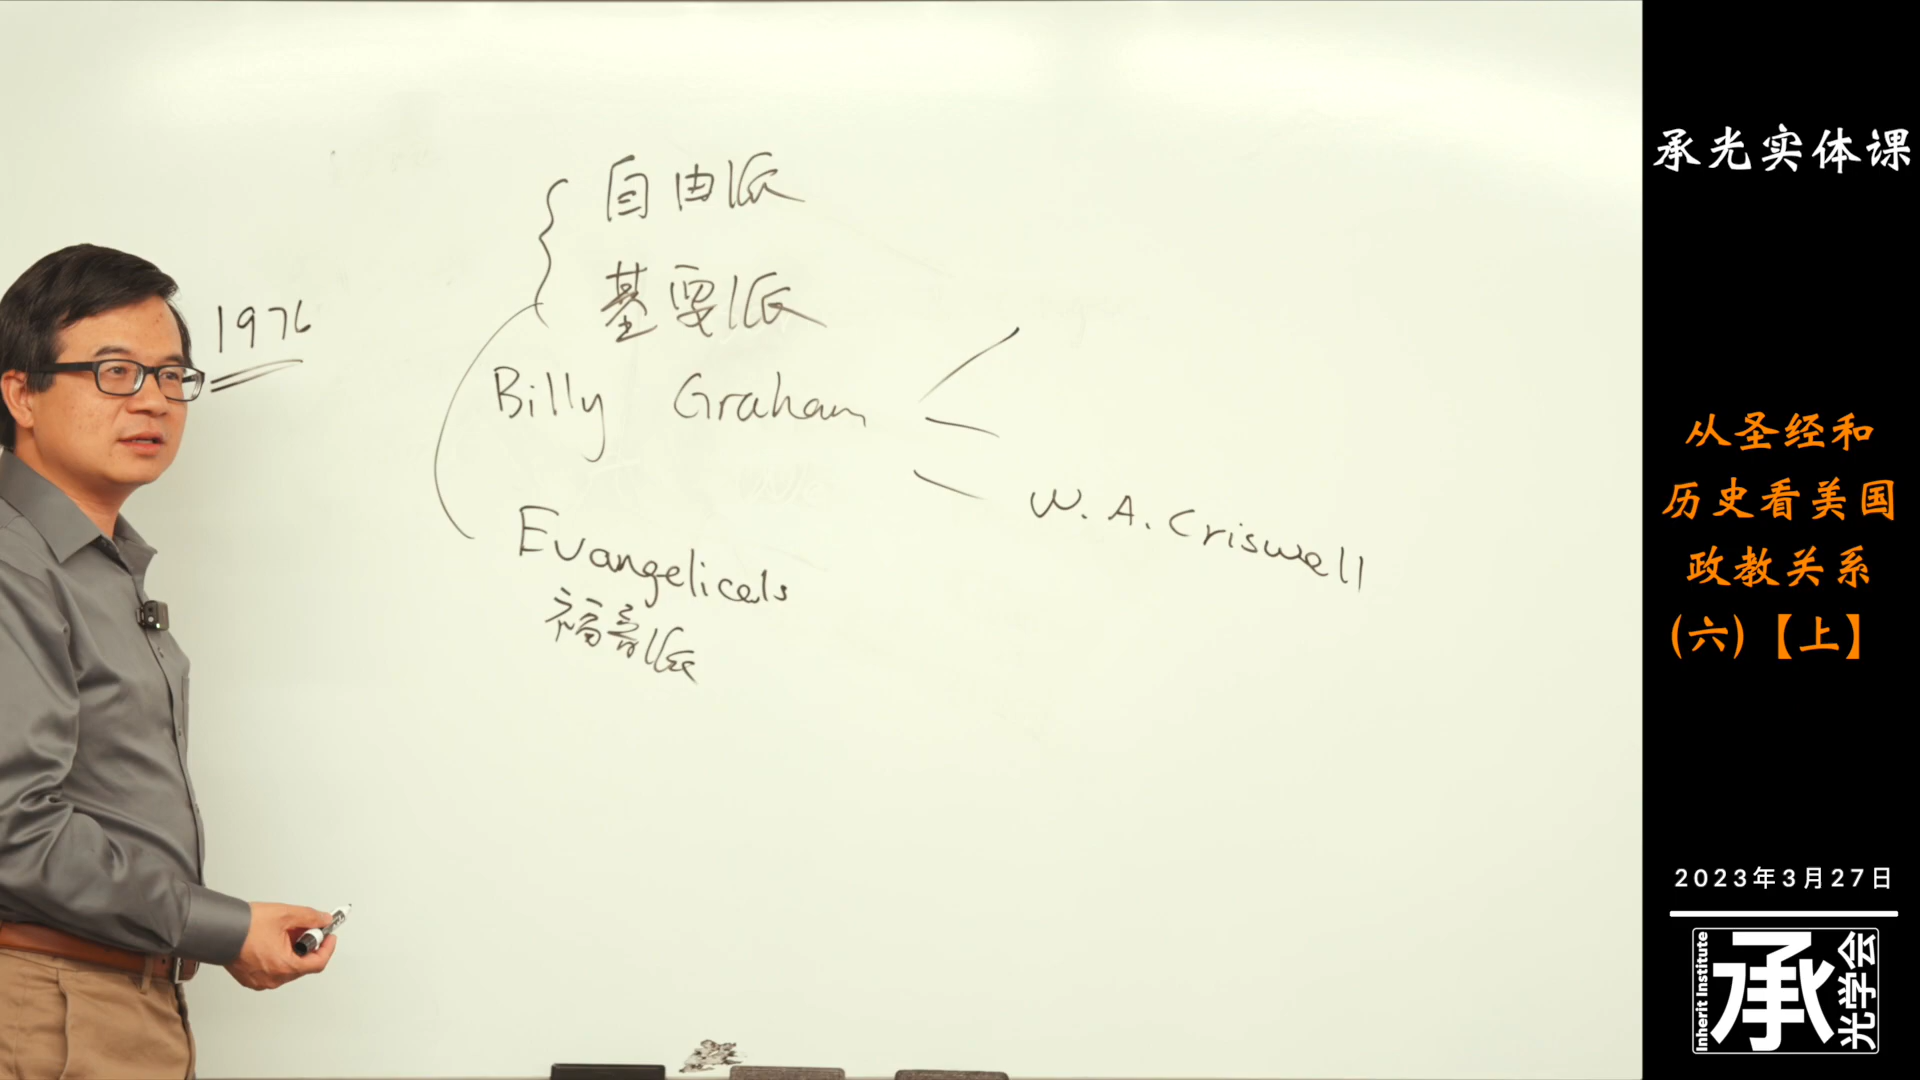 自由派
基要派
1976
Billy Graham
W. A. Criswell
Evangelicals
福音派
承光实体课
从圣经和
历史看美国
政教关系
(六)【上】
2023年3月27日
Inherit Institute
承
光学会